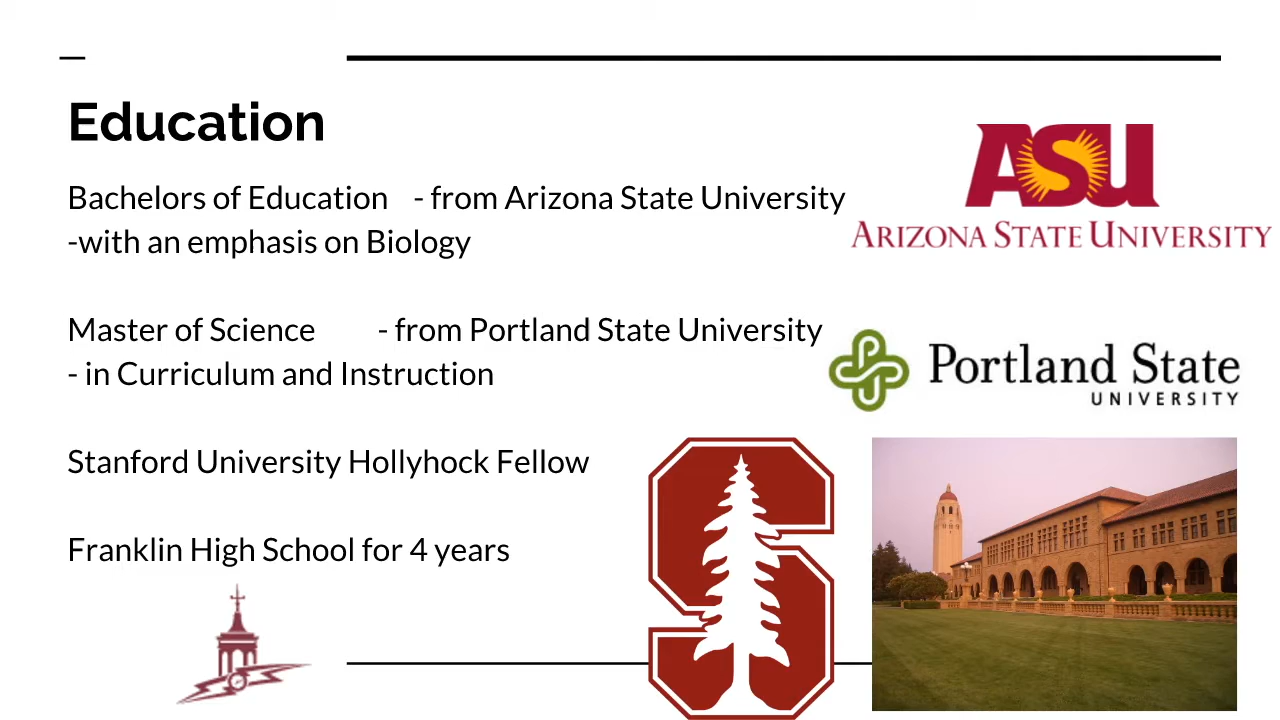 Education
Bachelors of Education - from Arizona State University
-with an emphasis on Biology
Master of Science - from Portland State University
- in Curriculum and Instruction
Stanford University Hollyhock Fellow
Franklin High School for 4 years
ASU
ARIZONA STATE UNIVERSITY
Portland State
UNIVERSITY
S